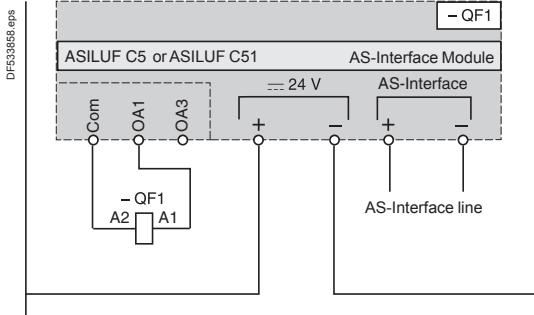 DF533858.eps
– QF1
ASILUF C5 or ASILUF C51 AS-Interface Module
24 V AS-Interface
Com OA1 OA3 + – + –
– QF1
A2 A1
AS-Interface line